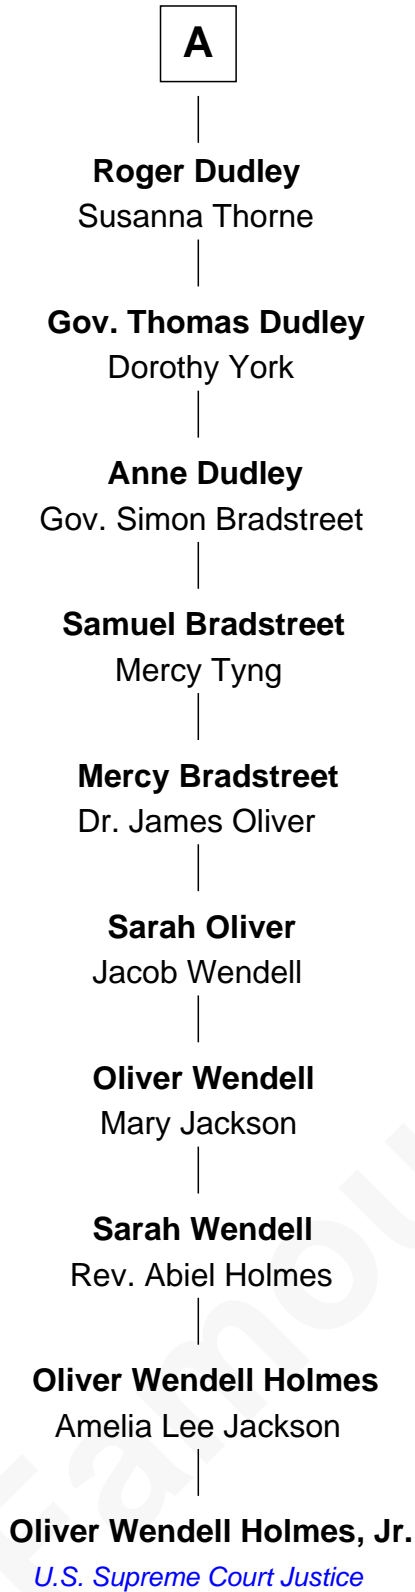 A
Roger Dudley
Susanna Thorne
Gov. Thomas Dudley
Dorothy York
Anne Dudley
Gov. Simon Bradstreet
Samuel Bradstreet
Mercy Tyng
Mercy Bradstreet
Dr. James Oliver
Sarah Oliver
Jacob Wendell
Oliver Wendell
Mary Jackson
Sarah Wendell
Rev. Abiel Holmes
Oliver Wendell Holmes
Amelia Lee Jackson
Oliver Wendell Holmes, Jr.
U.S. Supreme Court Justice
Famou